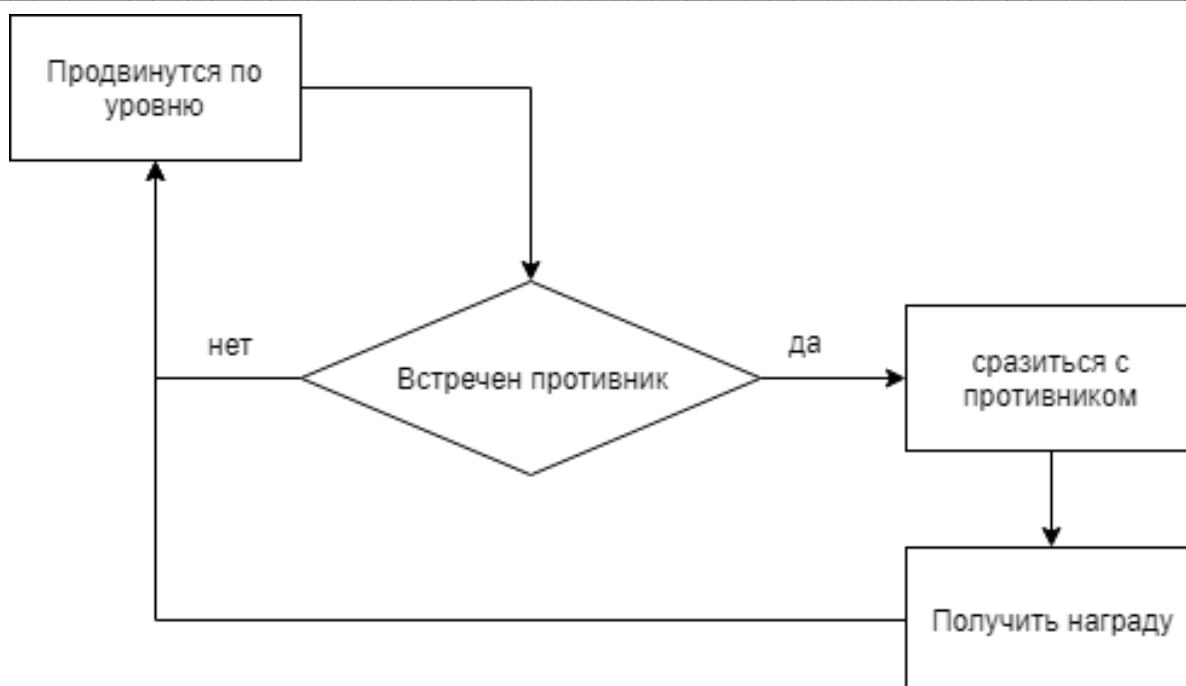 Продвинутся по
уровню
нет
Встречен противник
да
сразиться с
противником
Получить награду